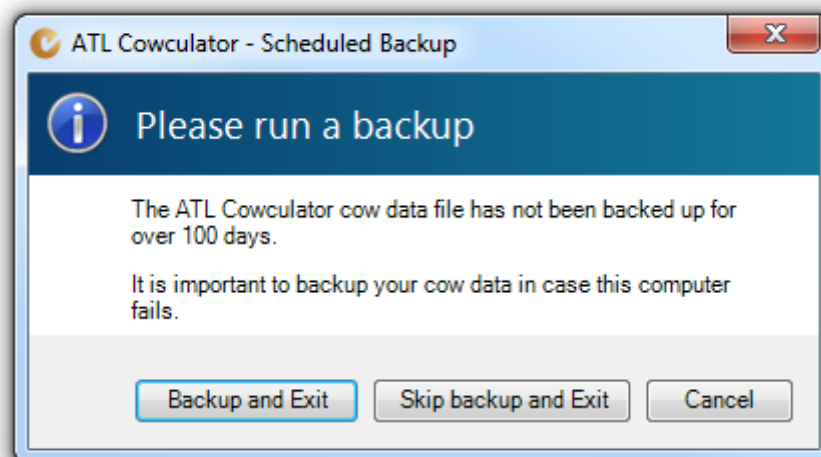 ATL Cowculator - Scheduled Backup
Please run a backup
The ATL Cowculator cow data file has not been backed up for
over 100 days.
It is important to backup your cow data in case this computer
fails.
Backup and Exit
Skip backup and Exit
Cancel